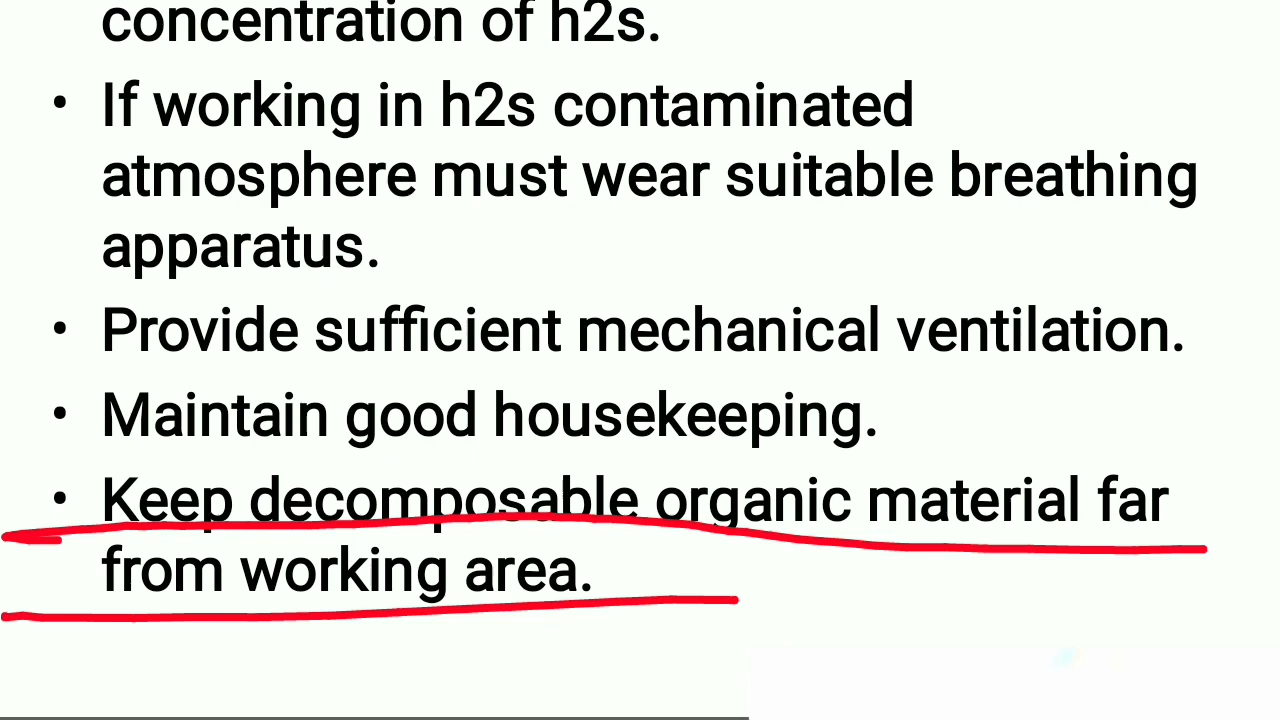 concentration of h2s.
• If working in h2s contaminated
atmosphere must wear suitable breathing
apparatus.
• Provide sufficient mechanical ventilation.
• Maintain good housekeeping.
• Keep decomposable organic material far
from working area.